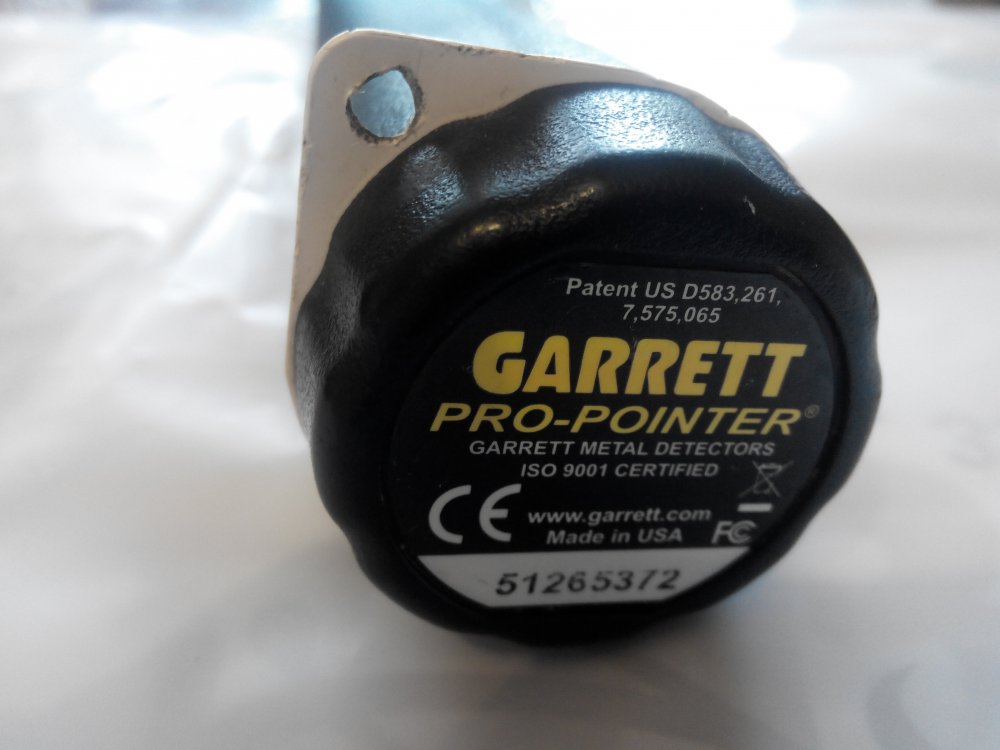 Patent US D583,261,
7,575,065
GARRETT
PRO-POINTER®
GARRETT METAL DETECTORS
ISO 9001 CERTIFIED
CE
www.garrett.com
Made in USA
FC
51265372